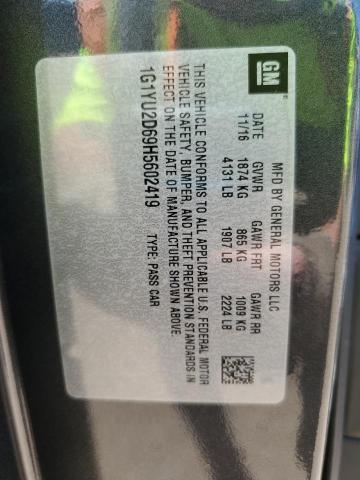 GM
MFD BY GENERAL MOTORS LLC
DATE GVWR GAWR FRT GAWR RR
11/16 1874 KG 865 KG 1009 KG
4131 LB 1907 LB 2224 LB
THIS VEHICLE CONFORMS TO ALL APPLICABLE U.S. FEDERAL MOTOR
VEHICLE SAFETY, BUMPER, AND THEFT PREVENTION STANDARDS IN
EFFECT ON THE DATE OF MANUFACTURE SHOWN ABOVE.
1G1YU2D69H5602419 TYPE: PASS CAR